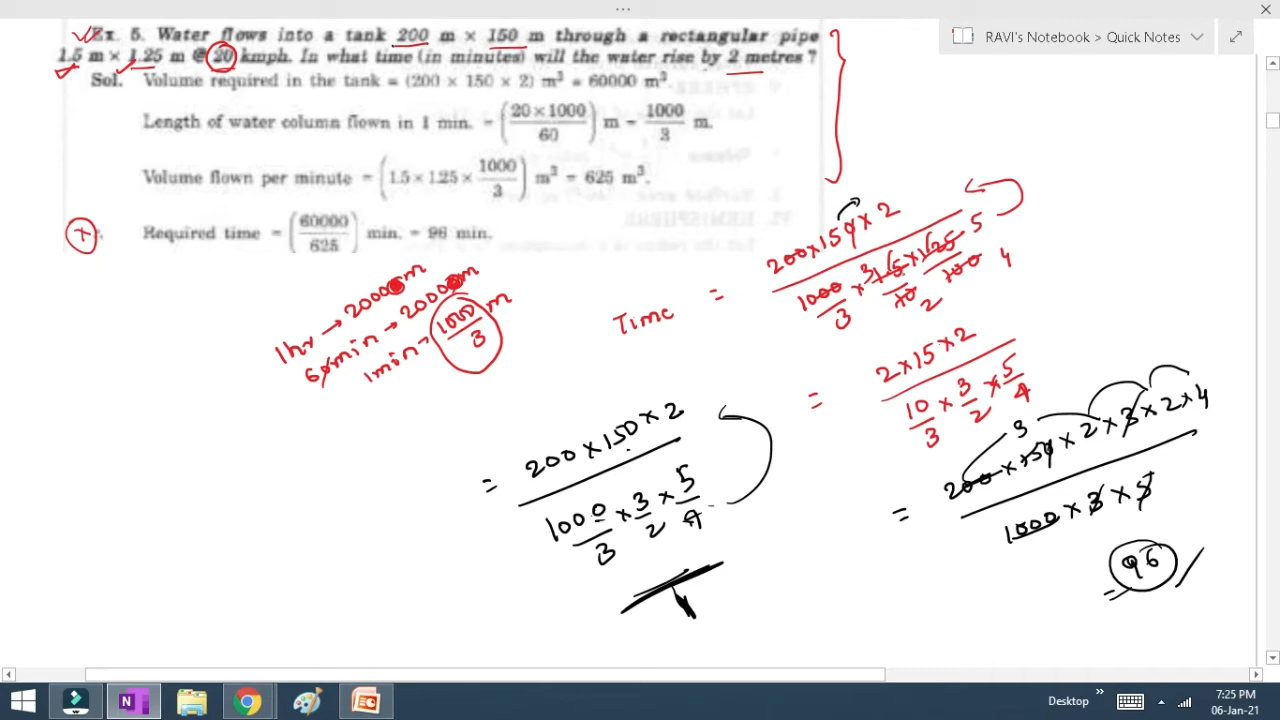 RAVI's Notebook > Quick Notes
Ex. 5. Water flows into a tank 200 m × 150 m through a rectangular pipe
1.5 m × 1.25 m @ 20 kmph. In what time (in minutes) will the water rise by 2 metres ?
Sol. Volume required in the tank = (200 × 150 × 2) m³ = 60000 m³.
Length of water column flown in 1 min. = (20 × 1000 / 60) m = 1000 / 3 m.
Volume flown per minute = (1.5 × 1.25 × 1000 / 3) m³ = 625 m³.
Required time = (60000 / 625) min. = 96 min.
1hr → 20000m
60min → 20000m
1min → 1000/3 m
Time = 200×150×2 / 1000/3 × 15/10 × 125/100
= 2×15×2 / 10/3 × 3/2 × 5/4
= 200×150×2 / 1000/3 × 3/2 × 5/4
= 200×150×2×3×2×4 / 1000×3×5
= 96
Desktop
7:25 PM
06-Jan-21